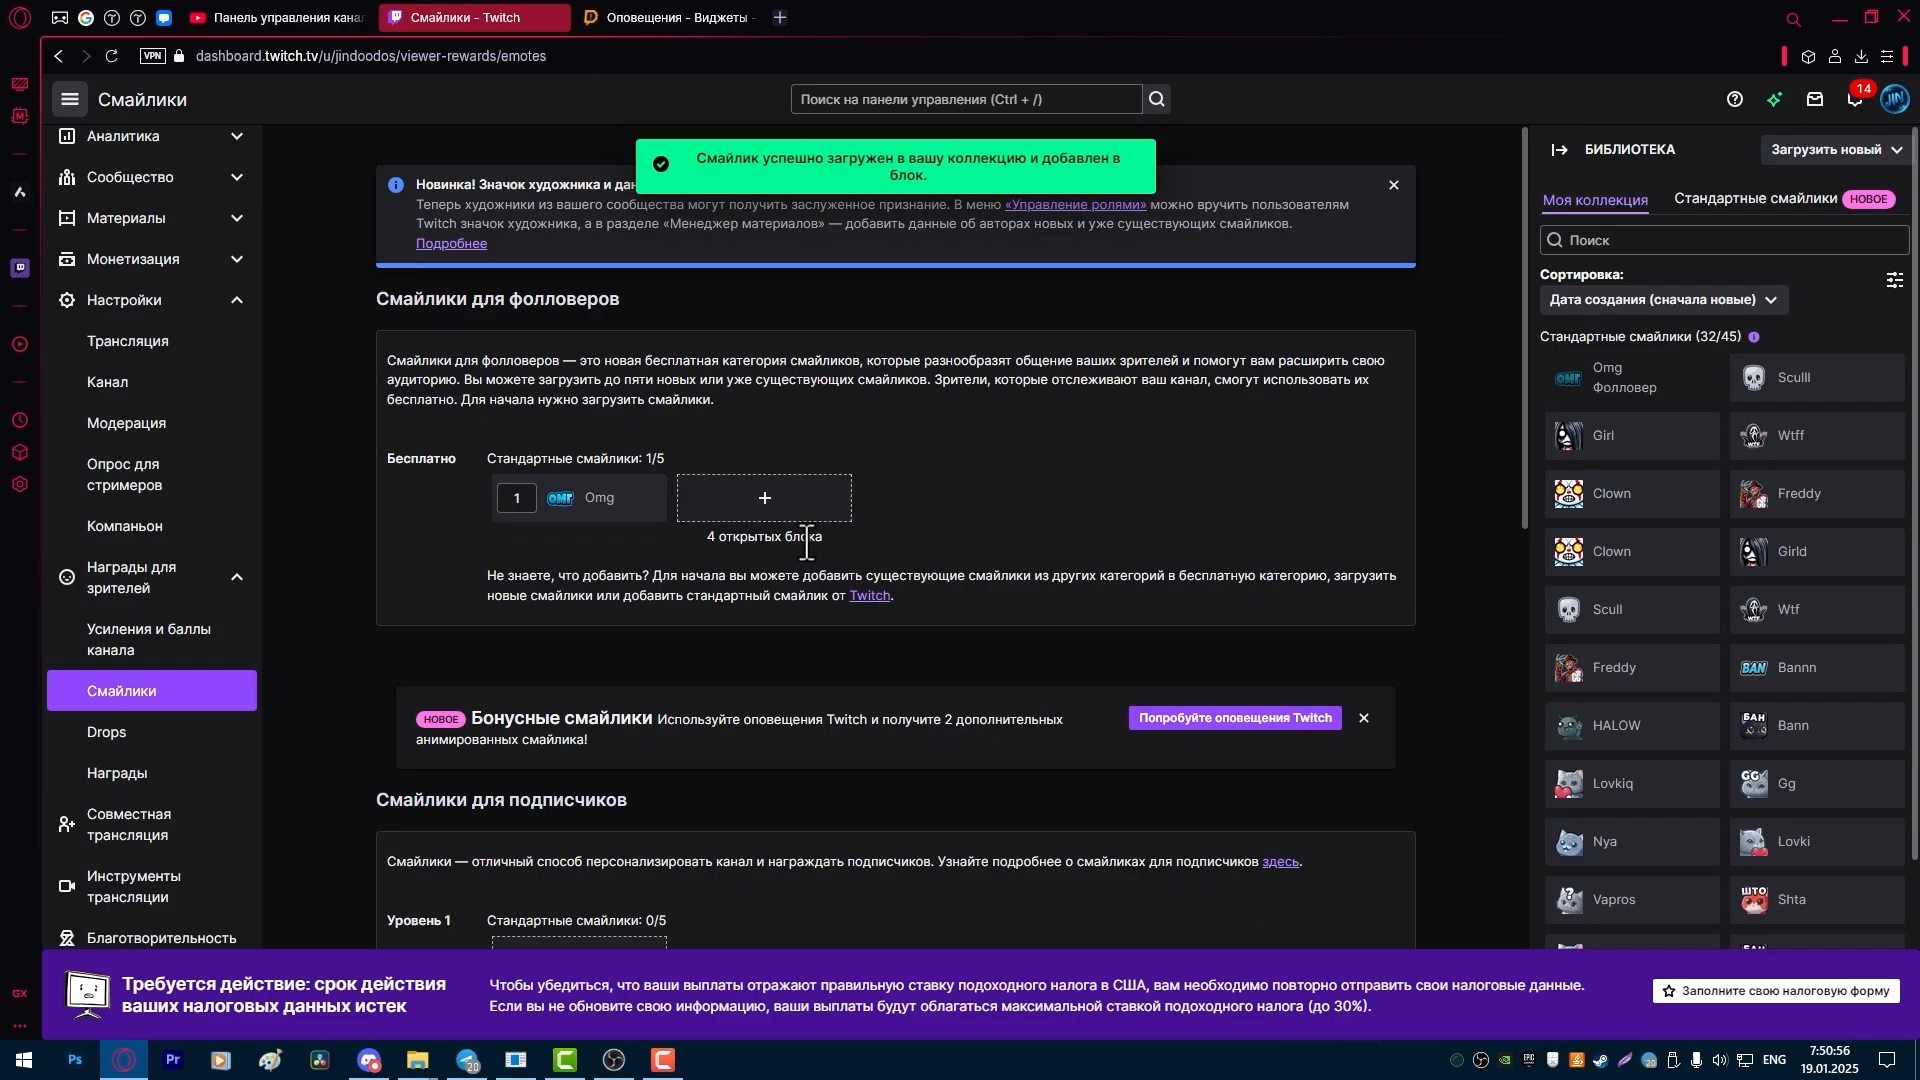 Панель управления канал
Смайлики - Twitch
Оповещения - Виджеты -
VPN
dashboard.twitch.tv/u/jindoodos/viewer-rewards/emotes
Смайлики
Поиск на панели управления (Ctrl + /)
14
JIN
Аналитика
Сообщество
Материалы
Монетизация
Настройки
Трансляция
Канал
Модерация
Опрос для
стримеров
Компаньон
Награды для
зрителей
Усиления и баллы
канала
Смайлики
Drops
Награды
Совместная
трансляция
Инструменты
трансляции
Благотворительность
Смайлик успешно загружен в вашу коллекцию и добавлен в
блок.
Новинка! Значок художника и дан
Теперь художники из вашего сообщества могут получить заслуженное признание. В меню «Управление ролями» можно вручить пользователям
Twitch значок художника, а в разделе «Менеджер материалов» — добавить данные об авторах новых и уже существующих смайликов.
Подробнее
Смайлики для фолловеров
Смайлики для фолловеров — это новая бесплатная категория смайликов, которые разнообразят общение ваших зрителей и помогут вам расширить свою
аудиторию. Вы можете загрузить до пяти новых или уже существующих смайликов. Зрители, которые отслеживают ваш канал, смогут использовать их
бесплатно. Для начала нужно загрузить смайлики.
Бесплатно
Стандартные смайлики: 1/5
1
OMГ
Omg
4 открытых блока
Не знаете, что добавить? Для начала вы можете добавить существующие смайлики из других категорий в бесплатную категорию, загрузить
новые смайлики или добавить стандартный смайлик от Twitch.
НОВОЕ Бонусные смайлики Используйте оповещения Twitch и получите 2 дополнительных
анимированных смайлика!
Попробуйте оповещения Twitch
Смайлики для подписчиков
Смайлики — отличный способ персонализировать канал и награждать подписчиков. Узнайте подробнее о смайликах для подписчиков здесь.
Уровень 1
Стандартные смайлики: 0/5
БИБЛИОТЕКА
Загрузить новый
Моя коллекция
Стандартные смайлики НОВОЕ
Поиск
Сортировка:
Дата создания (сначала новые)
Стандартные смайлики (32/45)
Omg
Фолловер
Sculll
Girl
Wtff
Clown
Freddy
Clown
Girld
Scull
Wtf
Freddy
BAN Bannn
HALOW
БАН Bann
Lovkiq
GG Gg
Nya
Lovki
Vapros
ШТО Shta
БАН
Требуется действие: срок действия
ваших налоговых данных истек
Чтобы убедиться, что ваши выплаты отражают правильную ставку подоходного налога в США, вам необходимо повторно отправить свои налоговые данные.
Если вы не обновите свою информацию, ваши выплаты будут облагаться максимальной ставкой подоходного налога (до 30%).
Заполните свою налоговую форму
GX
Ps
Pr
20
20
ENG
7:50:56
19.01.2025